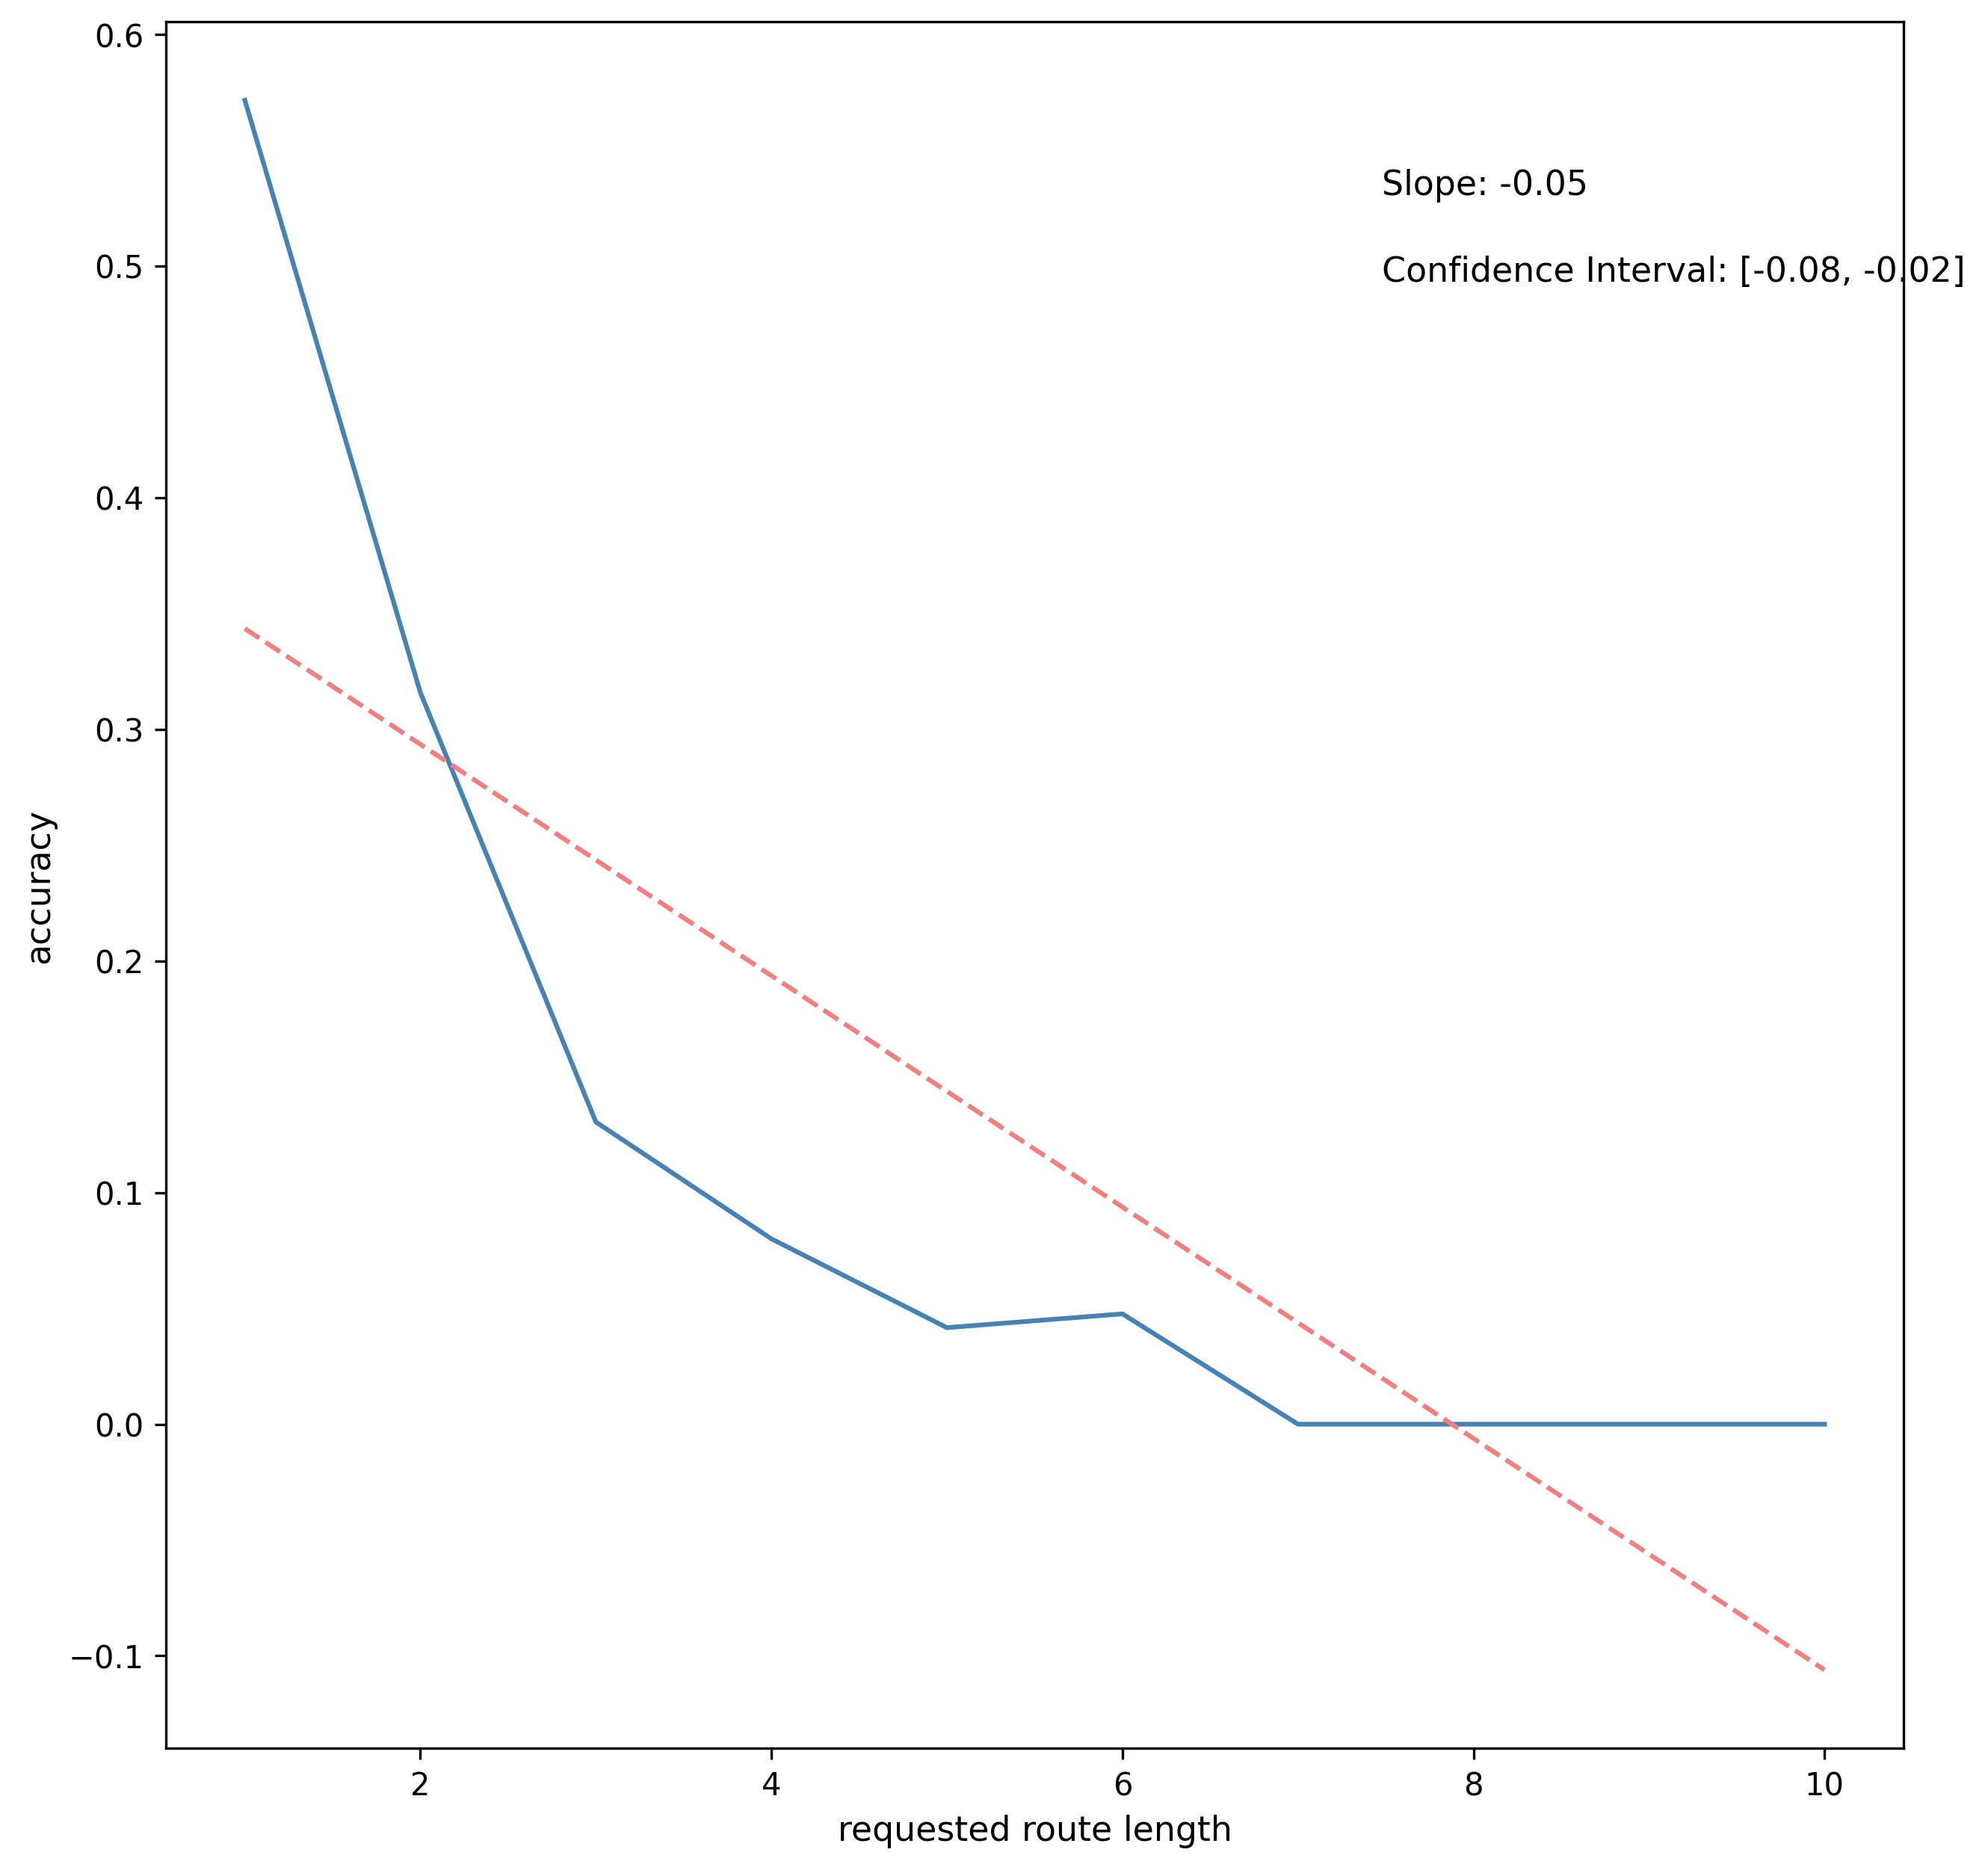 0.6
0.5
0.4
0.3
0.2
0.1
0.0
−0.1
accuracy
Slope: -0.05
Confidence Interval: [-0.08, -0.02]
2 4 6 8 10
requested route length